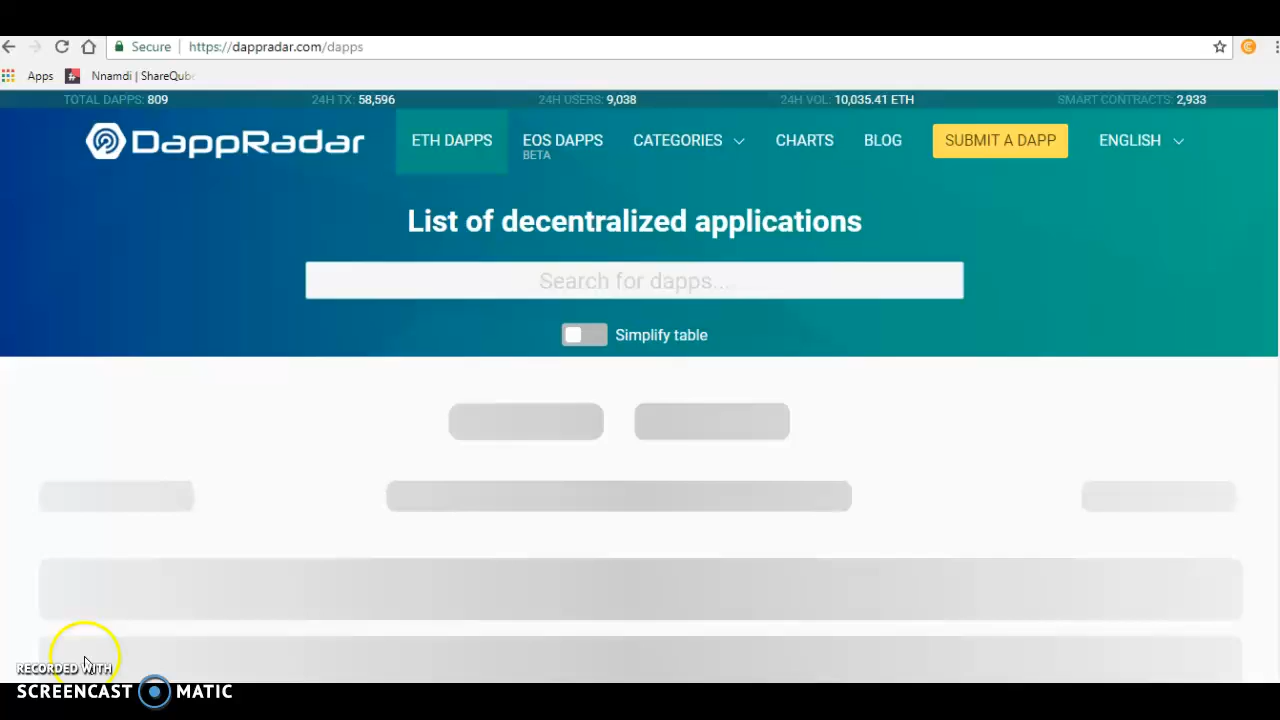 Secure https://dappradar.com/dapps
Apps Nnamdi | ShareQube
TOTAL DAPPS: 809 24H TX: 58,596 24H USERS: 9,038 24H VOL: 10,035.41 ETH SMART CONTRACTS: 2,933
DappRadar ETH DAPPS EOS DAPPS CATEGORIES CHARTS BLOG SUBMIT A DAPP ENGLISH
BETA
List of decentralized applications
Search for dapps...
Simplify table
RECORDED WITH
SCREENCAST MATIC